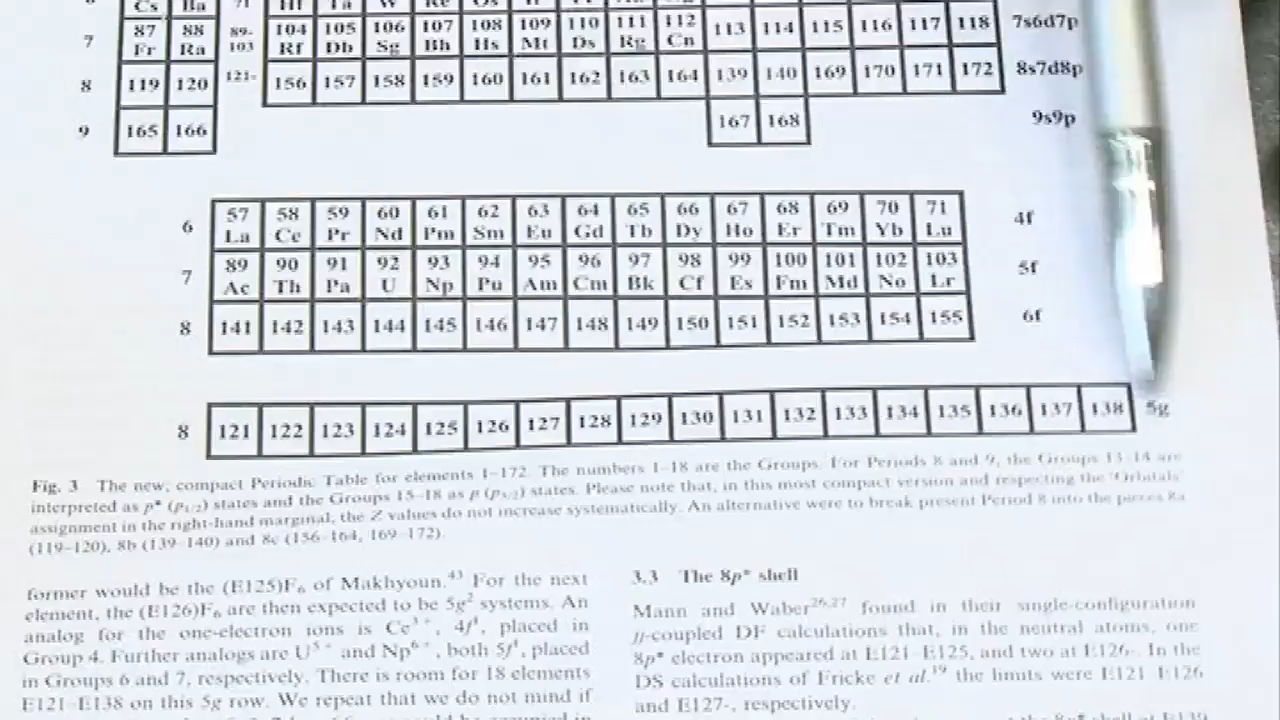 Cs Ba 71
7 87 88 89- 104 105 106 107 108 109 110 111 112 113 114 115 116 117 118 7s6d7p
Fr Ra 103 Rf Db Sg Bh Hs Mt Ds Rg Cn
8 119 120 121- 156 157 158 159 160 161 162 163 164 139 140 169 170 171 172 8s7d8p
9 165 166 167 168 9s9p
6 57 58 59 60 61 62 63 64 65 66 67 68 69 70 71 4f
La Ce Pr Nd Pm Sm Eu Gd Tb Dy Ho Er Tm Yb Lu
7 89 90 91 92 93 94 95 96 97 98 99 100 101 102 103 5f
Ac Th Pa U Np Pu Am Cm Bk Cf Es Fm Md No Lr
8 141 142 143 144 145 146 147 148 149 150 151 152 153 154 155 6f
8 121 122 123 124 125 126 127 128 129 130 131 132 133 134 135 136 137 138 5g
Fig. 3 The new, compact Periodic Table for elements 1–172. The numbers 1–18 are the Groups. For Periods 8 and 9, the Groups 13–14 are
interpreted as p* (p1/2) states and the Groups 15–18 as p (p3/2) states. Please note that, in this most compact version and respecting the 'Orbitals'
assignment in the right-hand marginal, the Z values do not increase systematically. An alternative were to break present Period 8 into the pieces 8a
(119–120), 8b (139–140) and 8c (156–164, 169–172).
former would be the (E125)F6 of Makhyoun.43 For the next
element, the (E126)F6 are then expected to be 5g2 systems. An
analog for the one-electron ions is Ce3+, 4f1, placed in
Group 4. Further analogs are U5+ and Np6+, both 5f1, placed
in Groups 6 and 7, respectively. There is room for 18 elements
E121–E138 on this 5g row. We repeat that we do not mind if
3.3 The 8p* shell
Mann and Waber26,27 found in their single-configuration
jj-coupled DF calculations that, in the neutral atoms, one
8p* electron appeared at E121–E125, and two at E126-. In the
DS calculations of Fricke et al.19 the limits were E121–E126
and E127-, respectively.